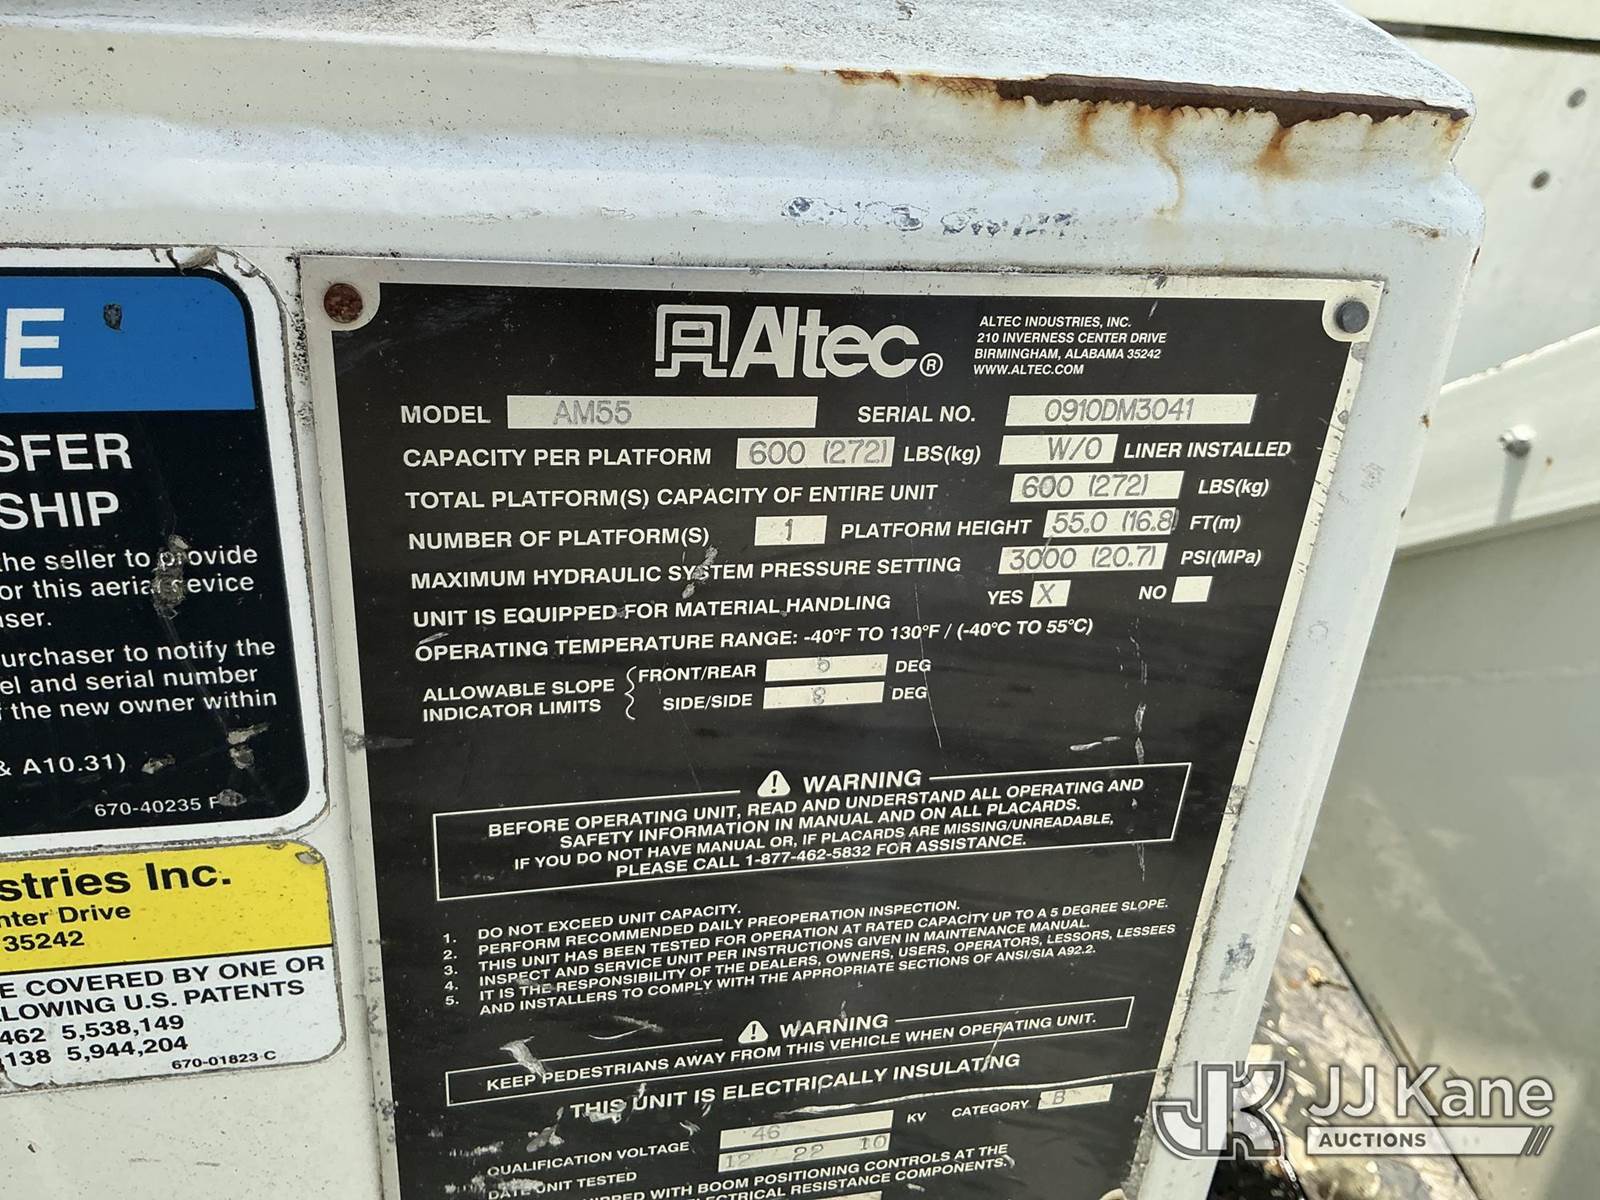 E
SFER
SHIP
the seller to provide
or this aerial device
ser.
urchaser to notify the
el and serial number
f the new owner within
& A10.31)
670-40235 F
stries Inc.
nter Drive
35242
E COVERED BY ONE OR
LOWING U.S. PATENTS
462 5,538,149
138 5,944,204
670-01823 C
Altec®
ALTEC INDUSTRIES, INC.
210 INVERNESS CENTER DRIVE
BIRMINGHAM, ALABAMA 35242
WWW.ALTEC.COM
MODEL AM55 SERIAL NO. 0910DM3041
CAPACITY PER PLATFORM 600 (272) LBS(kg) W/O LINER INSTALLED
TOTAL PLATFORM(S) CAPACITY OF ENTIRE UNIT 600 (272) LBS(kg)
NUMBER OF PLATFORM(S) 1 PLATFORM HEIGHT 55.0 (16.8) FT(m)
MAXIMUM HYDRAULIC SYSTEM PRESSURE SETTING 3000 (20.7) PSI(MPa)
UNIT IS EQUIPPED FOR MATERIAL HANDLING YES X NO
OPERATING TEMPERATURE RANGE: -40°F TO 130°F / (-40°C TO 55°C)
ALLOWABLE SLOPE INDICATOR LIMITS
FRONT/REAR 5 DEG
SIDE/SIDE DEG
WARNING
BEFORE OPERATING UNIT, READ AND UNDERSTAND ALL OPERATING AND
SAFETY INFORMATION IN MANUAL AND ON ALL PLACARDS.
IF YOU DO NOT HAVE MANUAL OR, IF PLACARDS ARE MISSING/UNREADABLE,
PLEASE CALL 1-877-462-5832 FOR ASSISTANCE.
1. DO NOT EXCEED UNIT CAPACITY.
2. PERFORM RECOMMENDED DAILY PREOPERATION INSPECTION.
3. THIS UNIT HAS BEEN TESTED FOR OPERATION AT RATED CAPACITY UP TO A 5 DEGREE SLOPE.
4. INSPECT AND SERVICE UNIT PER INSTRUCTIONS GIVEN IN MAINTENANCE MANUAL.
5. IT IS THE RESPONSIBILITY OF THE DEALERS, OWNERS, USERS, OPERATORS, LESSORS, LESSEES
AND INSTALLERS TO COMPLY WITH THE APPROPRIATE SECTIONS OF ANSI/SIA A92.2.
WARNING
KEEP PEDESTRIANS AWAY FROM THIS VEHICLE WHEN OPERATING UNIT.
THIS UNIT IS ELECTRICALLY INSULATING
QUALIFICATION VOLTAGE 46 KV CATEGORY B
DATE UNIT TESTED 12 22 10
WITH BOOM POSITIONING CONTROLS AT THE
ELECTRICAL RESISTANCE COMPONENTS.
JK JJ Kane
AUCTIONS